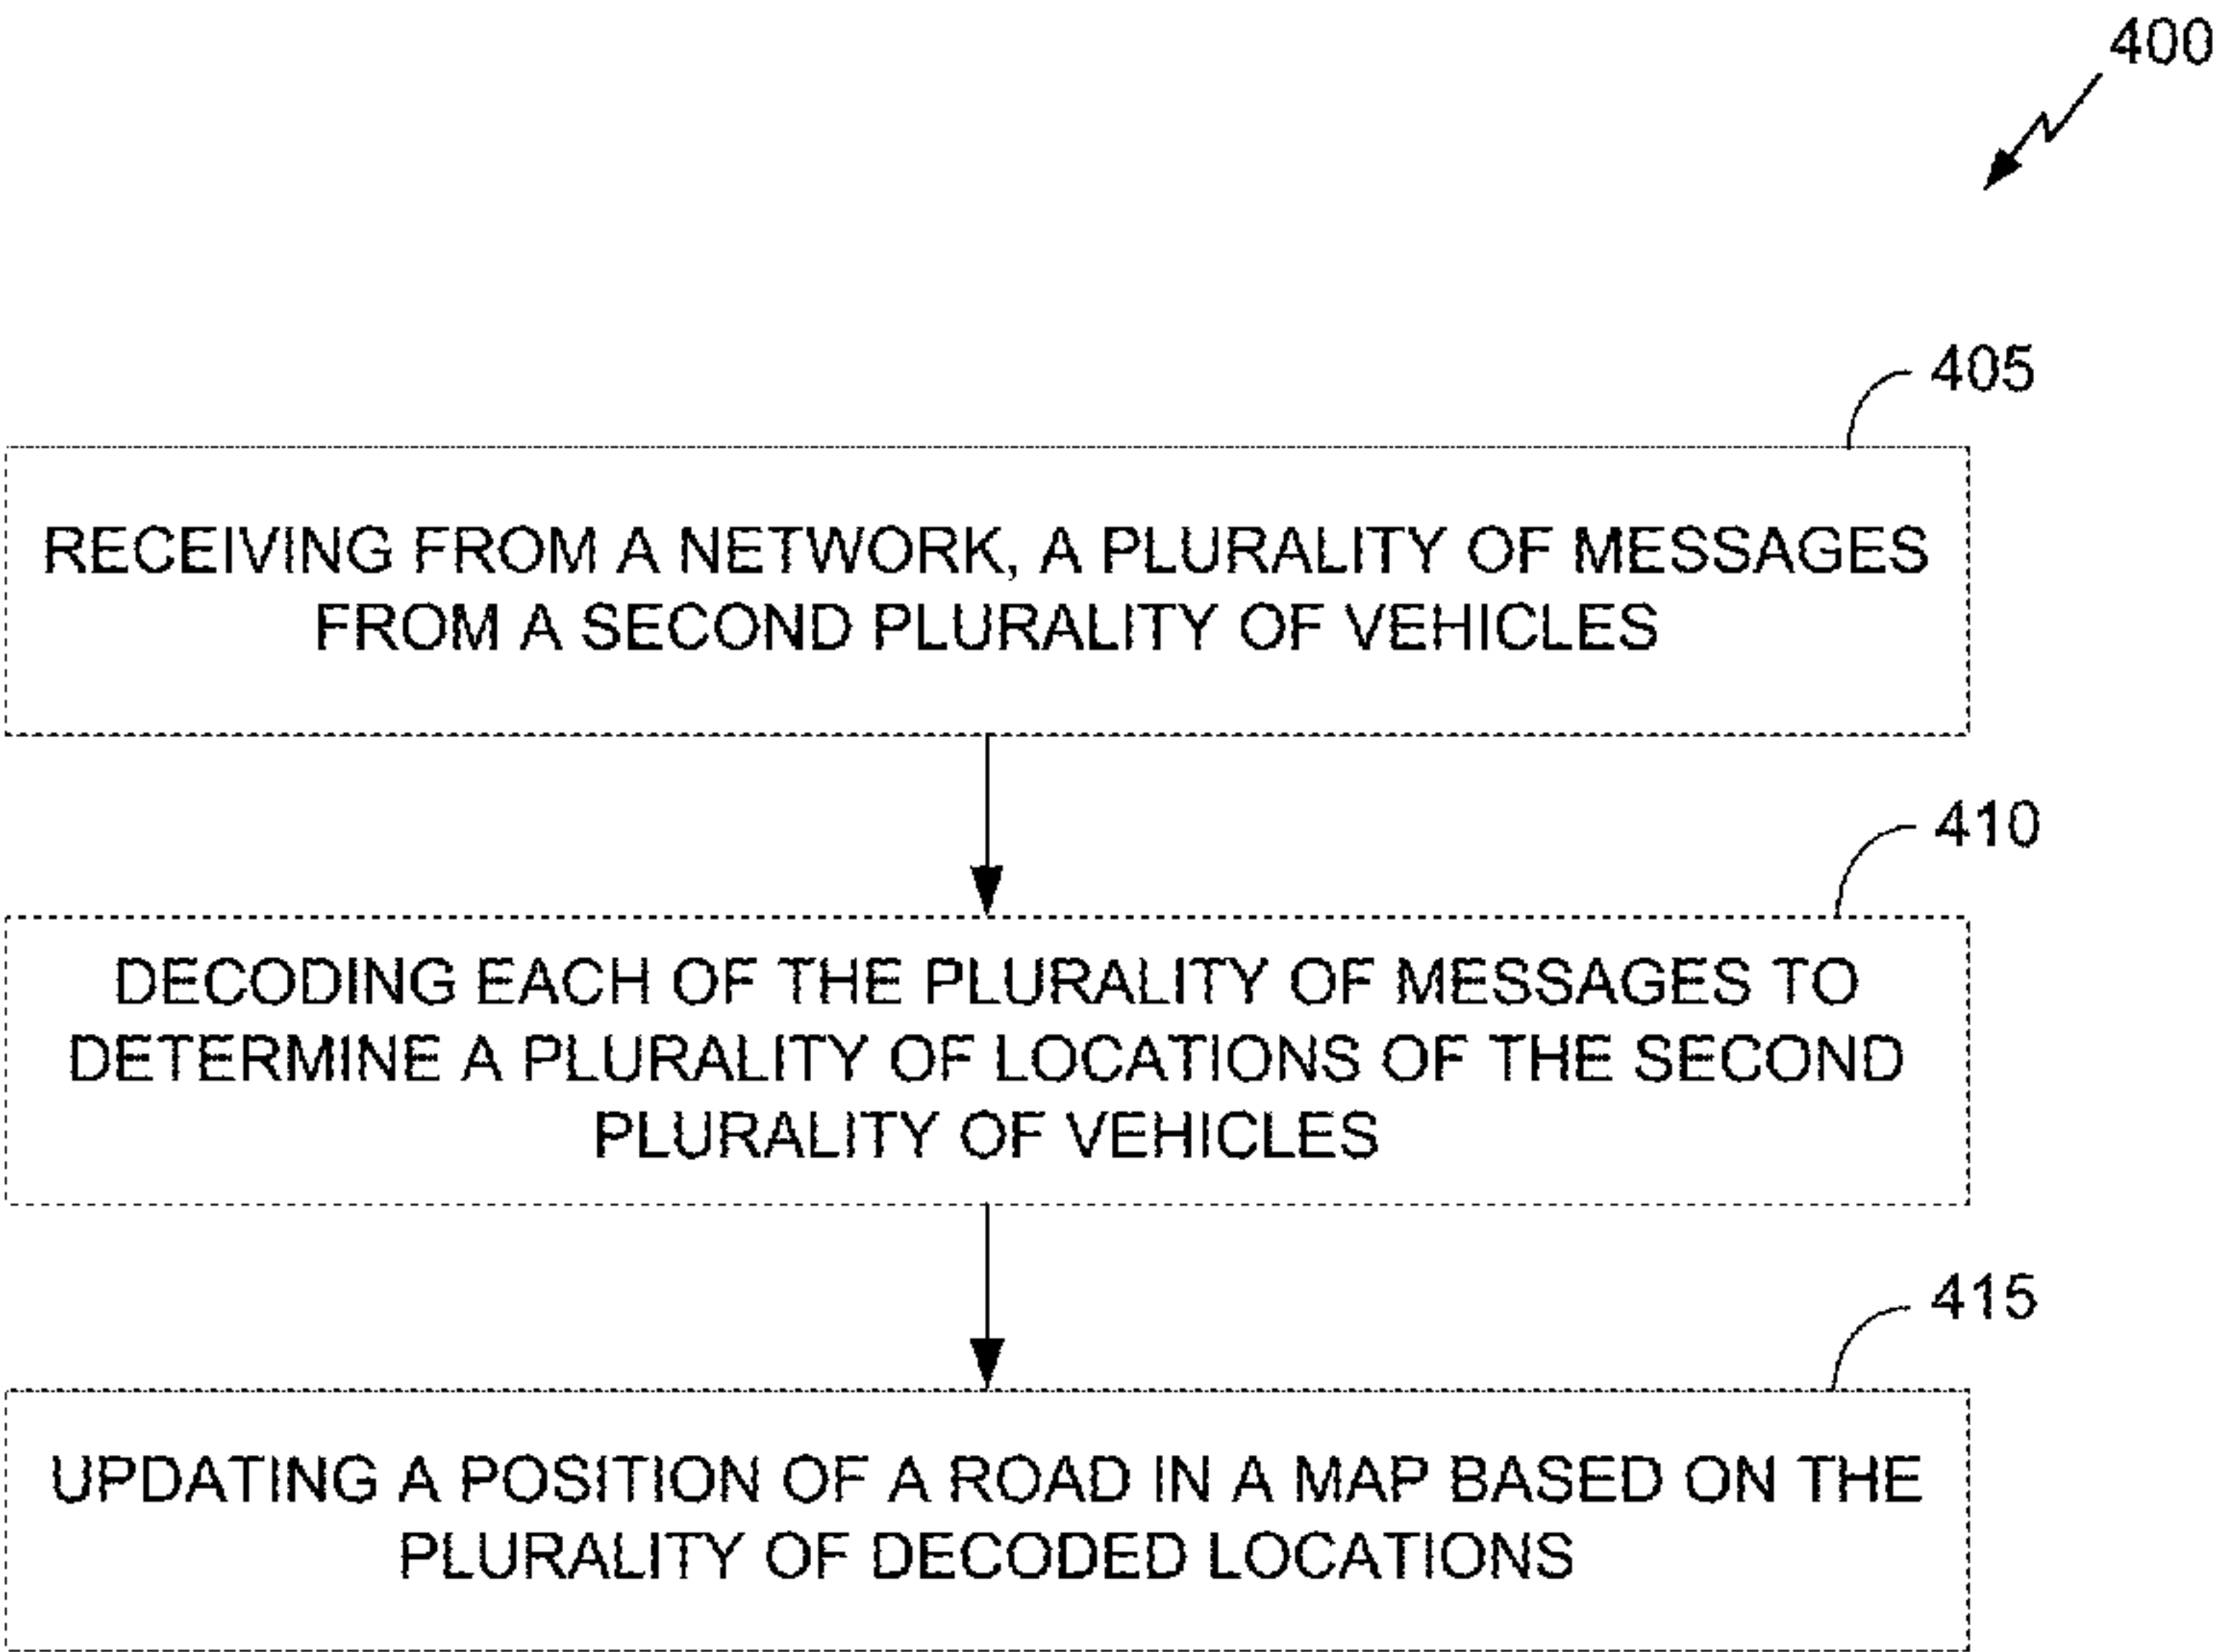 400
405
RECEIVING FROM A NETWORK, A PLURALITY OF MESSAGES
FROM A SECOND PLURALITY OF VEHICLES
410
DECODING EACH OF THE PLURALITY OF MESSAGES TO
DETERMINE A PLURALITY OF LOCATIONS OF THE SECOND
PLURALITY OF VEHICLES
415
UPDATING A POSITION OF A ROAD IN A MAP BASED ON THE
PLURALITY OF DECODED LOCATIONS